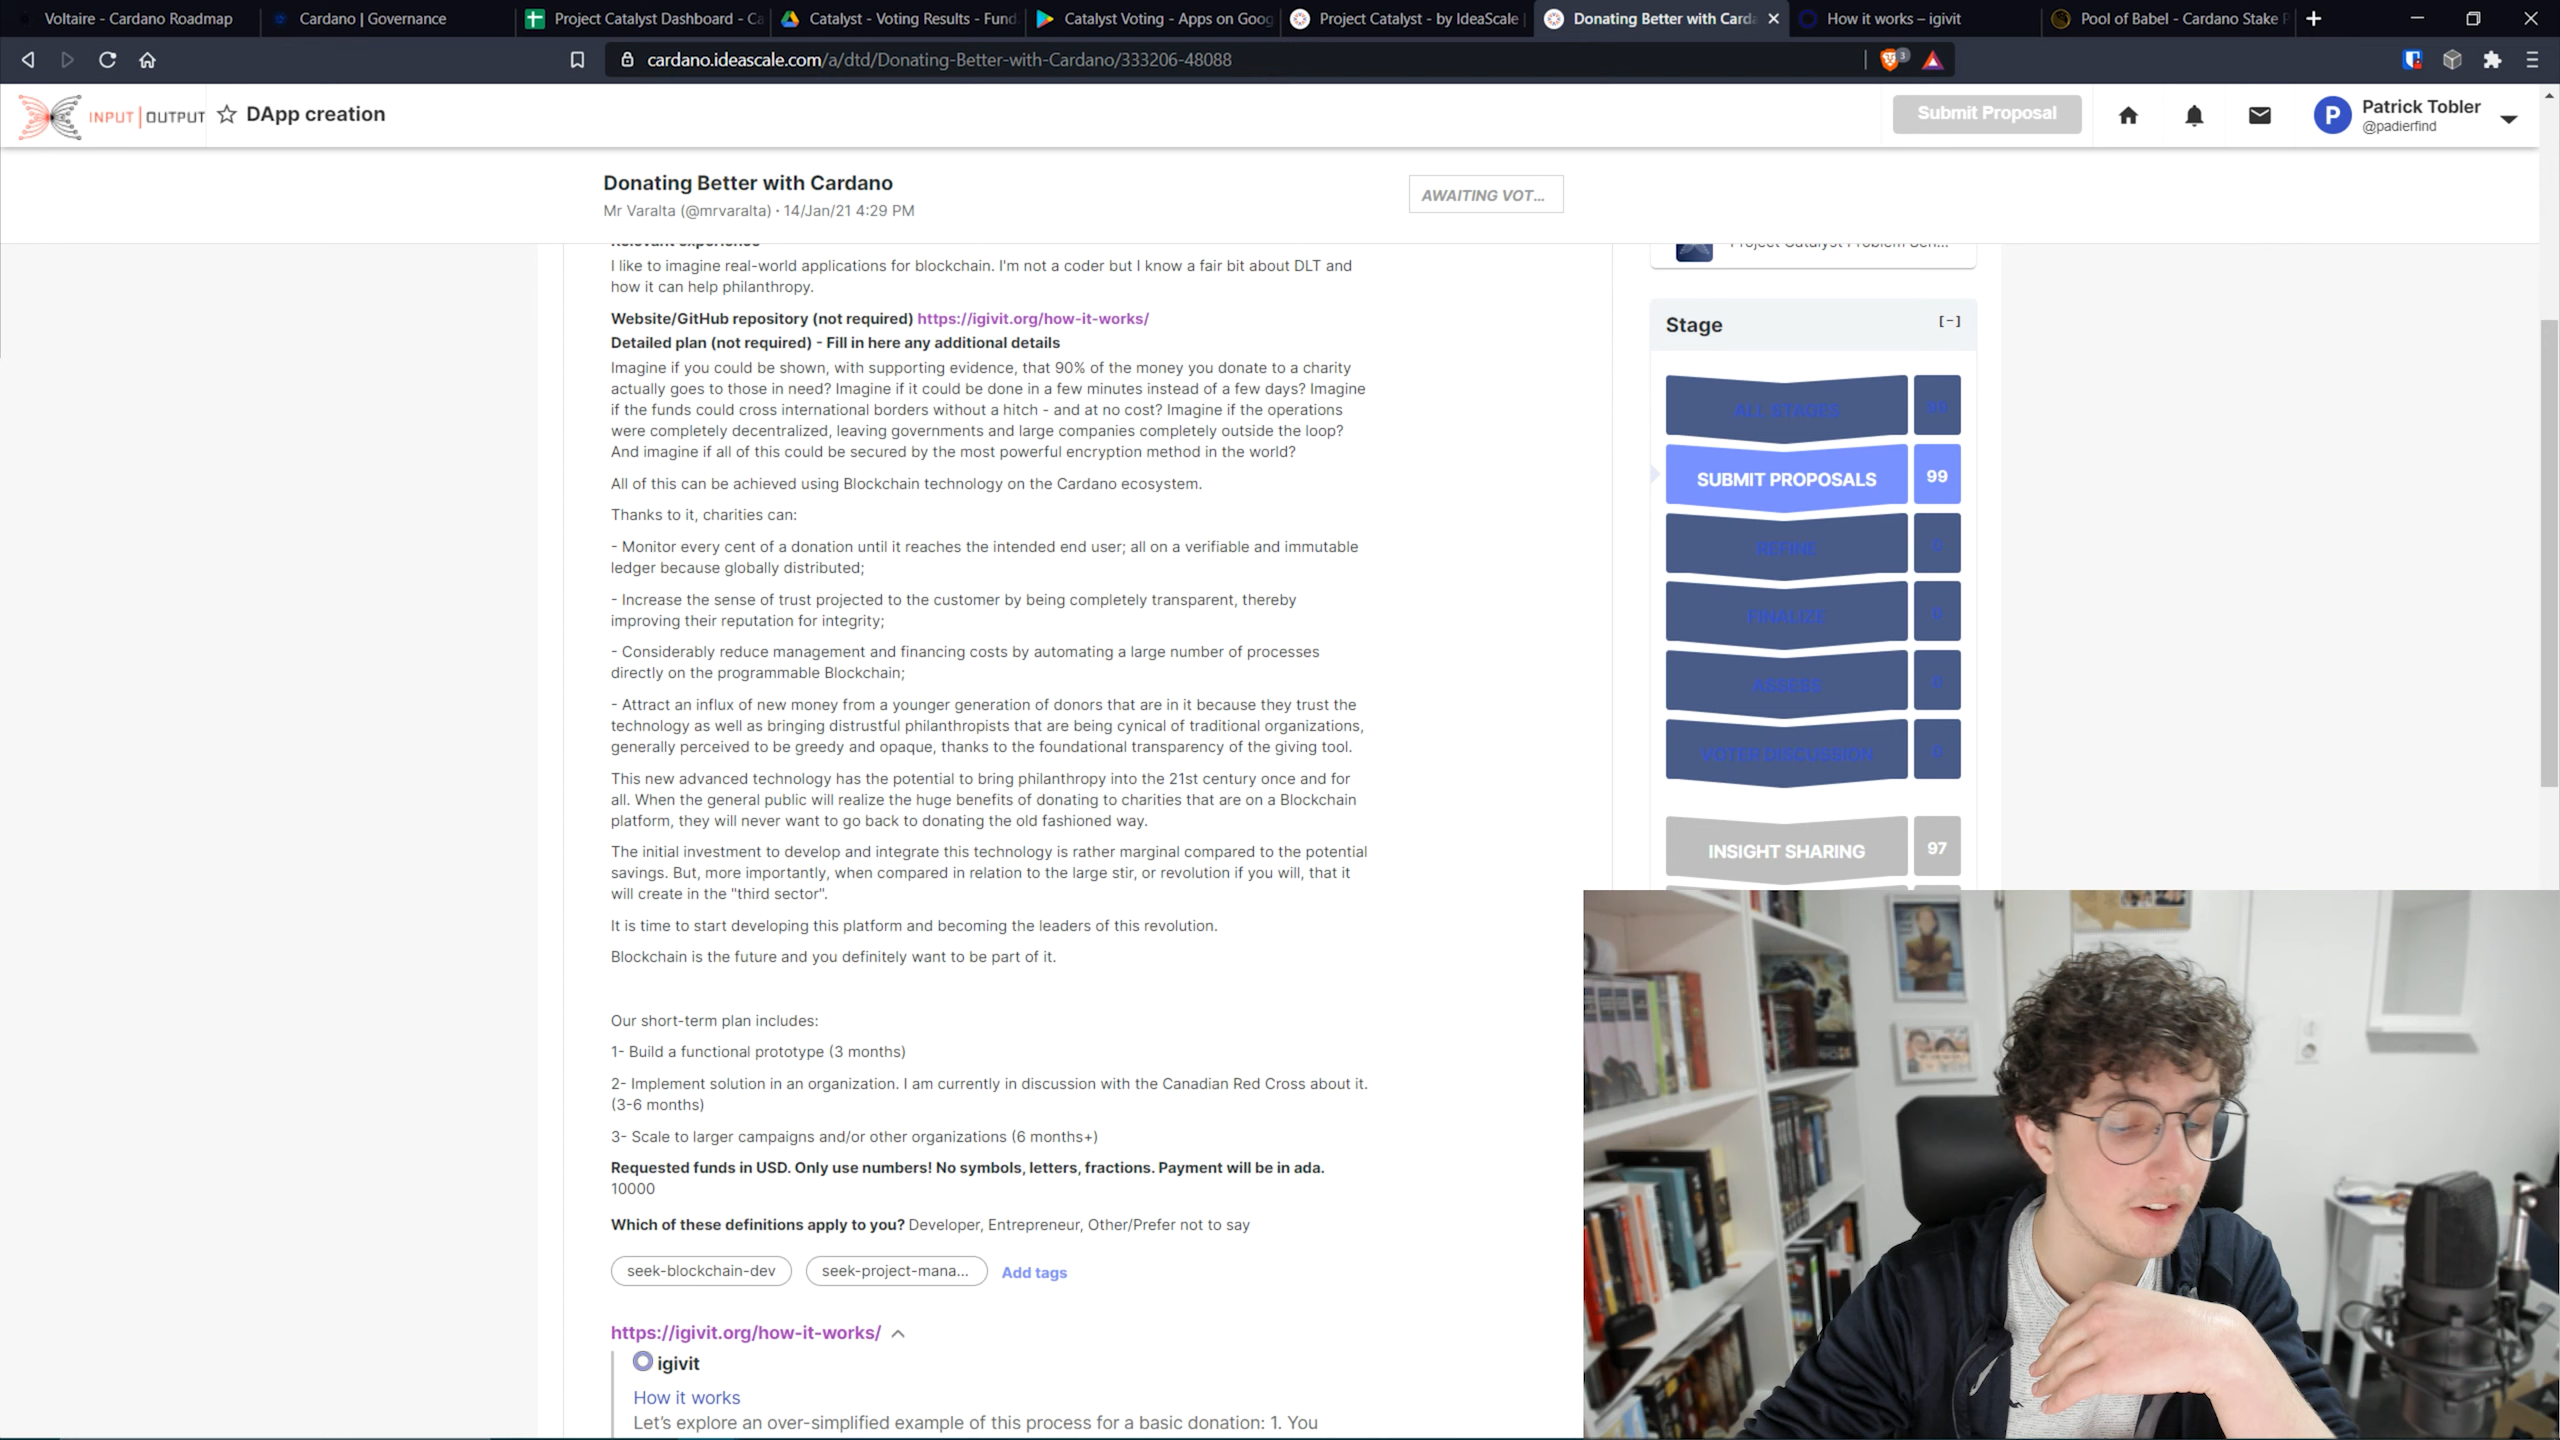 Voltaire - Cardano Roadmap
Cardano | Governance
Project Catalyst Dashboard - Ca
Catalyst - Voting Results - Fund
Catalyst Voting - Apps on Goog
Project Catalyst - by IdeaScale
Donating Better with Carda
How it works – igivit
Pool of Babel - Cardano Stake P
cardano.ideascale.com/a/dtd/Donating-Better-with-Cardano/333206-48088
3
INPUT | OUTPUT
DApp creation
Submit Proposal
P
Patrick Tobler
@padierfind
Donating Better with Cardano
Mr Varalta (@mrvaralta) · 14/Jan/21 4:29 PM
AWAITING VOT...
Relevant experience
I like to imagine real-world applications for blockchain. I'm not a coder but I know a fair bit about DLT and
how it can help philanthropy.
Website/GitHub repository (not required) https://igivit.org/how-it-works/
Detailed plan (not required) - Fill in here any additional details
Imagine if you could be shown, with supporting evidence, that 90% of the money you donate to a charity
actually goes to those in need? Imagine if it could be done in a few minutes instead of a few days? Imagine
if the funds could cross international borders without a hitch - and at no cost? Imagine if the operations
were completely decentralized, leaving governments and large companies completely outside the loop?
And imagine if all of this could be secured by the most powerful encryption method in the world?
All of this can be achieved using Blockchain technology on the Cardano ecosystem.
Thanks to it, charities can:
- Monitor every cent of a donation until it reaches the intended end user; all on a verifiable and immutable
ledger because globally distributed;
- Increase the sense of trust projected to the customer by being completely transparent, thereby
improving their reputation for integrity;
- Considerably reduce management and financing costs by automating a large number of processes
directly on the programmable Blockchain;
- Attract an influx of new money from a younger generation of donors that are in it because they trust the
technology as well as bringing distrustful philanthropists that are being cynical of traditional organizations,
generally perceived to be greedy and opaque, thanks to the foundational transparency of the giving tool.
This new advanced technology has the potential to bring philanthropy into the 21st century once and for
all. When the general public will realize the huge benefits of donating to charities that are on a Blockchain
platform, they will never want to go back to donating the old fashioned way.
The initial investment to develop and integrate this technology is rather marginal compared to the potential
savings. But, more importantly, when compared in relation to the large stir, or revolution if you will, that it
will create in the "third sector".
It is time to start developing this platform and becoming the leaders of this revolution.
Blockchain is the future and you definitely want to be part of it.
Our short-term plan includes:
1- Build a functional prototype (3 months)
2- Implement solution in an organization. I am currently in discussion with the Canadian Red Cross about it.
(3-6 months)
3- Scale to larger campaigns and/or other organizations (6 months+)
Requested funds in USD. Only use numbers! No symbols, letters, fractions. Payment will be in ada.
10000
Which of these definitions apply to you? Developer, Entrepreneur, Other/Prefer not to say
seek-blockchain-dev
seek-project-mana...
Add tags
https://igivit.org/how-it-works/
igivit
How it works
Let's explore an over-simplified example of this process for a basic donation: 1. You
Project Catalyst Problem Sen...
Stage
[-]
ALL STAGES
SUBMIT PROPOSALS 99
REFINE 0
FINALIZE 0
ASSESS 0
VOTER DISCUSSION 0
INSIGHT SHARING 97